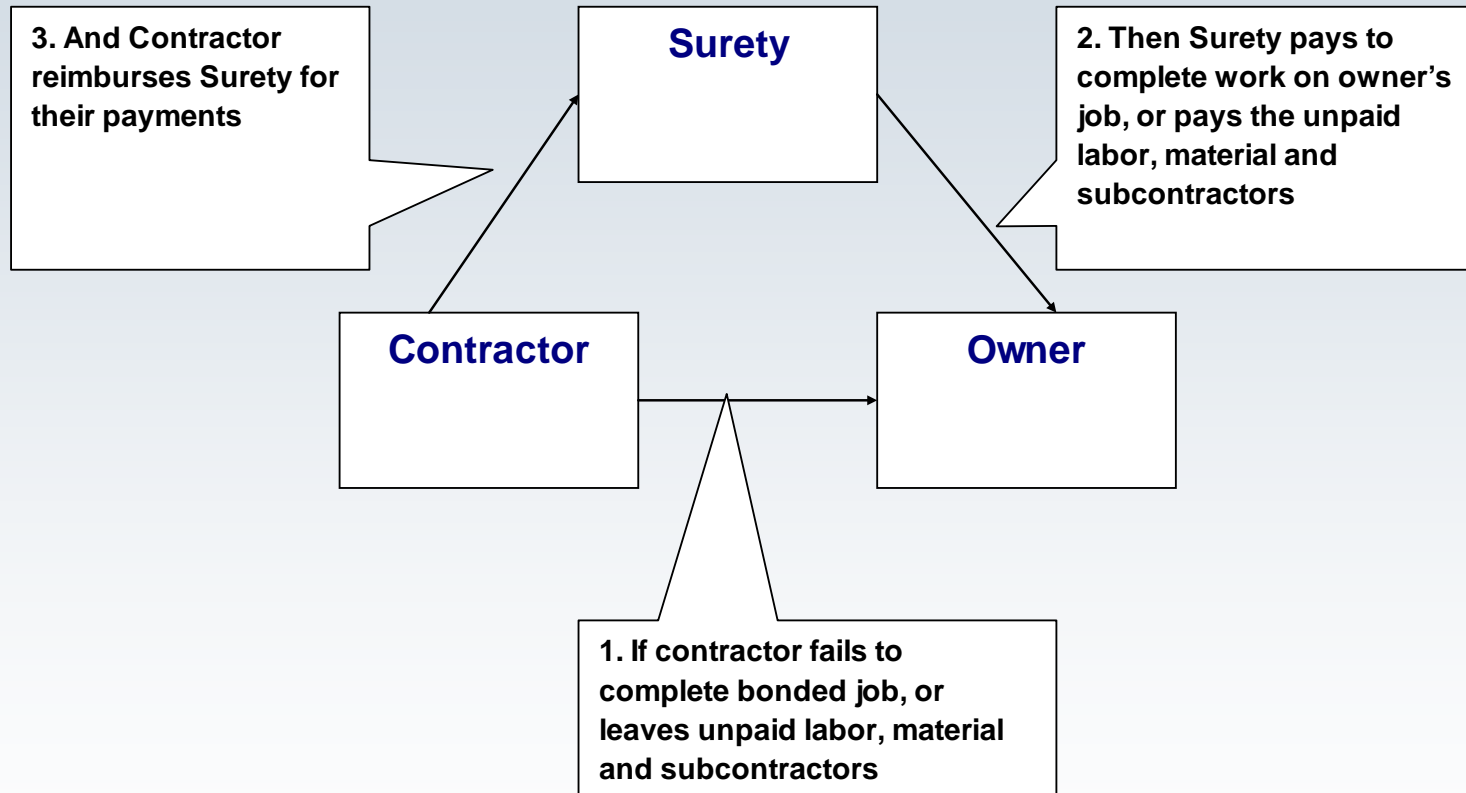 3. And Contractor
reimburses Surety for
their payments
Surety
2. Then Surety pays to
complete work on owner’s
job, or pays the unpaid
labor, material and
subcontractors
Contractor
Owner
1. If contractor fails to
complete bonded job, or
leaves unpaid labor, material
and subcontractors